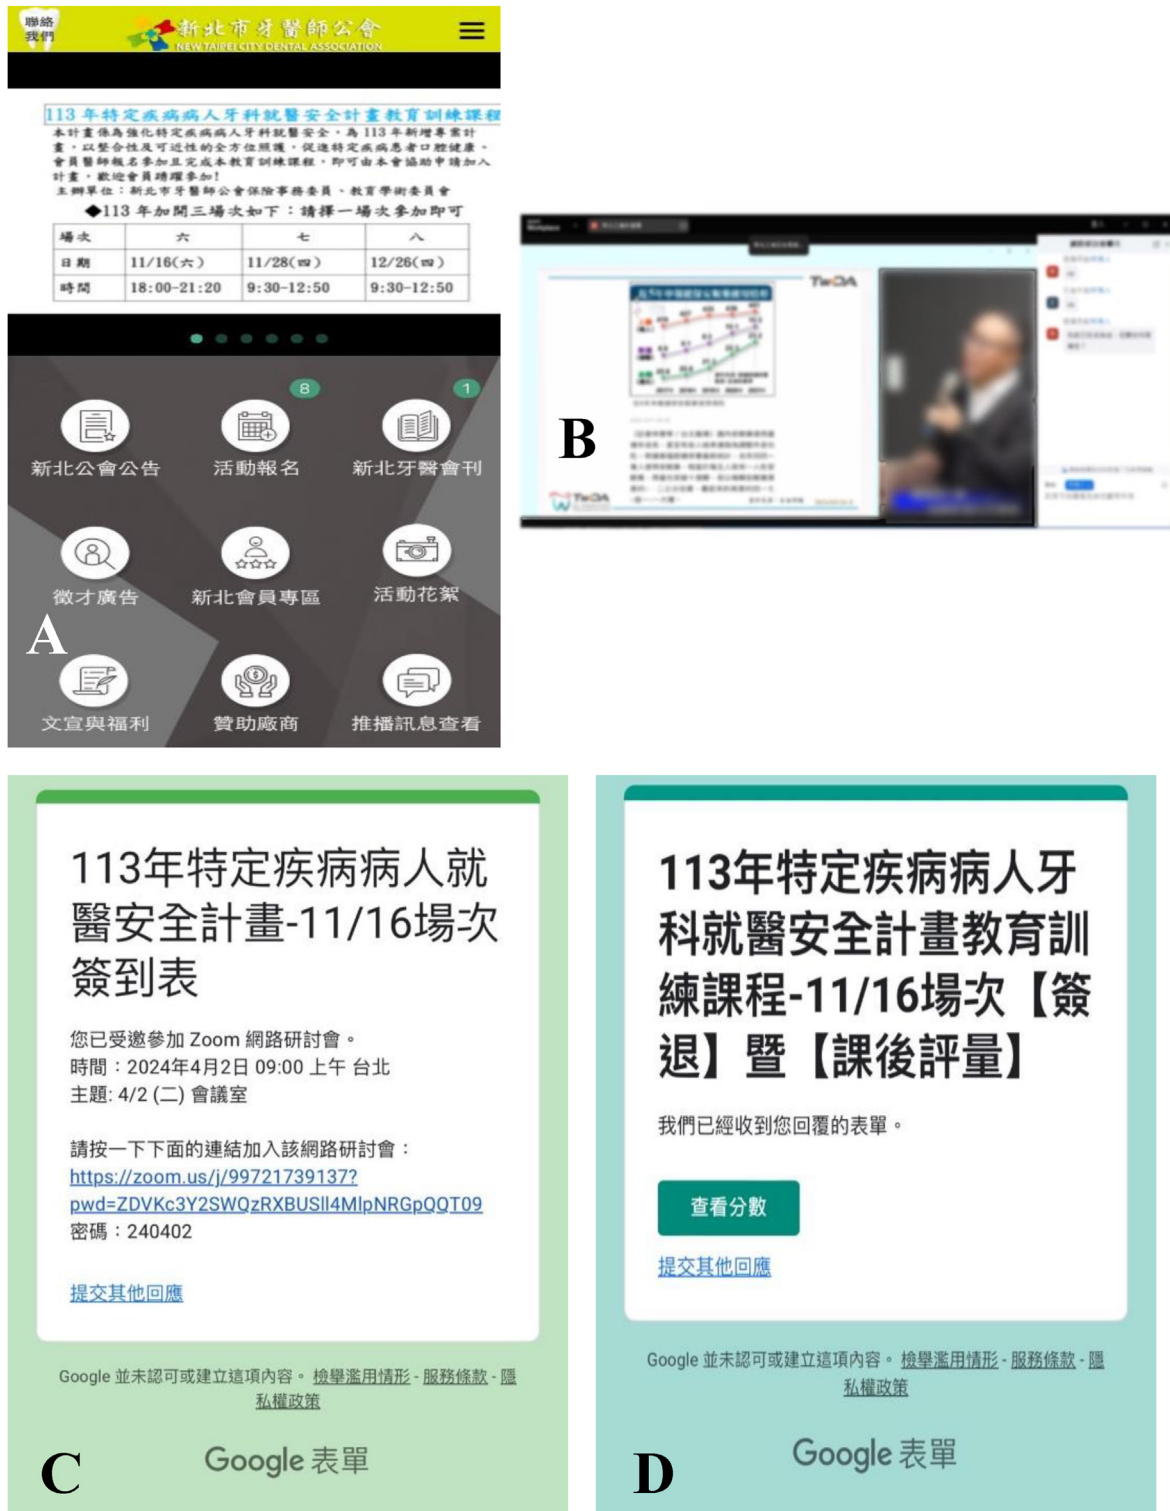 聯絡
我們
新北市牙醫師公會
NEW TAIPEI CITY DENTAL ASSOCIATION
113 年特定疾病病人牙科就醫安全計畫教育訓練課程
本計畫係為強化特定疾病病人牙科就醫安全，為 113 年新增專案計
畫，以整合性及可近性的全方位照護，促進特定疾病患者口腔健康。
會員醫師報名參加且完成本教育訓練課程，即可由本會協助申請加入
計畫，歡迎會員踴躍參加!
主辦單位：新北市牙醫師公會保險事務委員、教育學術委員會
◆113 年加開三場次如下：請擇一場次參加即可
場次 六 七 八
日期 11/16(六) 11/28(四) 12/26(四)
時間 18:00-21:20 9:30-12:50 9:30-12:50
8 1
新北公會公告 活動報名 新北牙醫會刊
徵才廣告 新北會員專區 活動花絮
文宣與福利 贊助廠商 推播訊息查看
A
Workplace
TwDA
TwDA
B
113年特定疾病病人就
醫安全計畫-11/16場次
簽到表
您已受邀參加 Zoom 網路研討會。
時間：2024年4月2日 09:00 上午 台北
主題: 4/2 (二) 會議室
請按一下下面的連結加入該網路研討會：
https://zoom.us/j/99721739137?
pwd=ZDVKc3Y2SWQzRXBUSll4MlpNRGpQQT09
密碼：240402
提交其他回應
Google 並未認可或建立這項內容。 檢舉濫用情形 - 服務條款 - 隱
私權政策
Google 表單
C
113年特定疾病病人牙
科就醫安全計畫教育訓
練課程-11/16場次【簽
退】暨【課後評量】
我們已經收到您回覆的表單。
查看分數
提交其他回應
Google 並未認可或建立這項內容。 檢舉濫用情形 - 服務條款 - 隱
私權政策
Google 表單
D